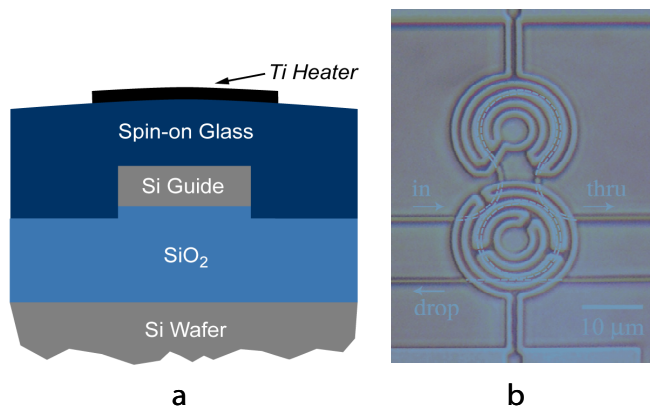 Ti Heater
Spin-on Glass
Si Guide
SiO₂
Si Wafer
a
in
thru
drop
10 μm
b